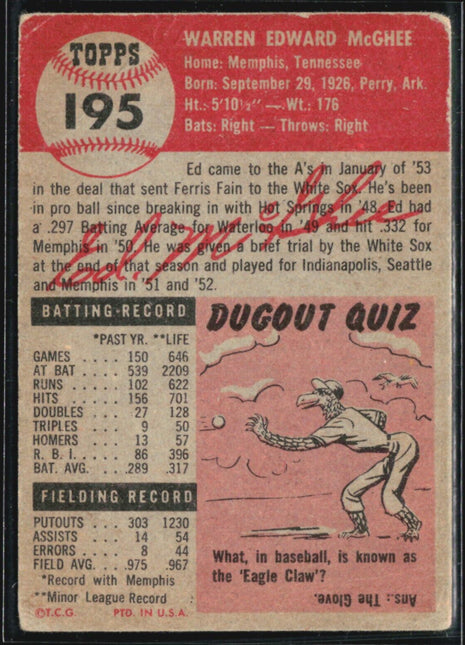 TOPPS
195
WARREN EDWARD McGHEE
Home: Memphis, Tennessee
Born: September 29, 1926, Perry, Ark.
Ht.: 5'10½"—Wt.: 176
Bats: Right — Throws: Right
Ed came to the A's in January of '53
in the deal that sent Ferris Fain to the White Sox. He's been
in pro ball since breaking in with Hot Springs in '48. Ed had
a .297 Batting Average for Waterloo in '49 and hit .332 for
Memphis in '50. He was given a brief trial by the White Sox
at the end of that season and played for Indianapolis, Seattle
and Memphis in '51 and '52.
Ed McGhee
BATTING-RECORD
*PAST YR. **LIFE
GAMES .... 150 646
AT BAT .... 539 2209
RUNS .... 102 622
HITS .... 156 701
DOUBLES .. 27 128
TRIPLES ... 9 50
HOMERS .. 13 57
R. B. I. .... 86 396
BAT. AVG. .. .289 .317
FIELDING RECORD
PUTOUTS ... 303 1230
ASSISTS ... 14 54
ERRORS ... 8 44
FIELD AVG. .975 .967
*Record with Memphis
**Minor League Record
©T.C.G. PTD. IN U.S.A.
DUGOUT QUIZ
What, in baseball, is known as
the 'Eagle Claw'?
Ans.: The Glove.